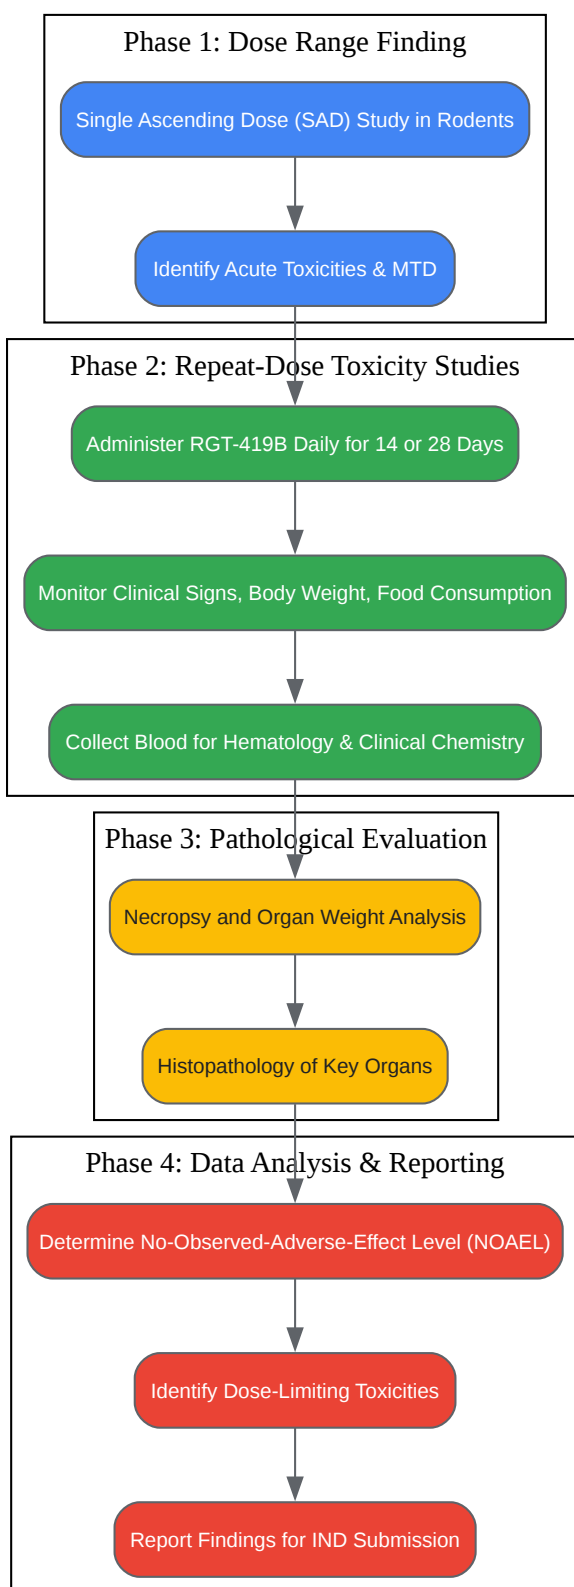 Phase 1: Dose Range Finding
Single Ascending Dose (SAD) Study in Rodents
Identify Acute Toxicities & MTD
Phase 2: Repeat-Dose Toxicity Studies
Administer RGT-419B Daily for 14 or 28 Days
Monitor Clinical Signs, Body Weight, Food Consumption
Collect Blood for Hematology & Clinical Chemistry
Phase 3: Pathological Evaluation
Necropsy and Organ Weight Analysis
Histopathology of Key Organs
Phase 4: Data Analysis & Reporting
Determine No-Observed-Adverse-Effect Level (NOAEL)
Identify Dose-Limiting Toxicities
Report Findings for IND Submission